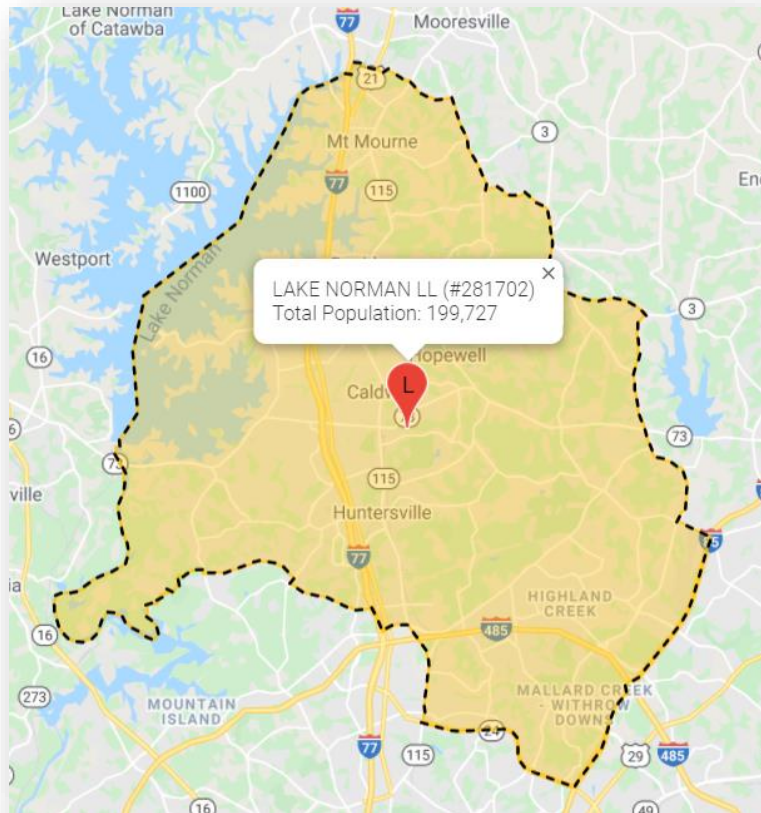 Lake Norman
of Catawba
77
Mooresville
21
3
Mt Mourne
77
115
1100
Westport
Lake Norman
LAKE NORMAN LL (#281702)
Total Population: 199,727
3
16
Hopewell
L
73
73
ville
115
Huntersville
77
HIGHLAND
CREEK
485
16
273
MOUNTAIN
ISLAND
MALLARD CREEK
- WITHROW
DOWNS
24
77
115
29
485
16
49